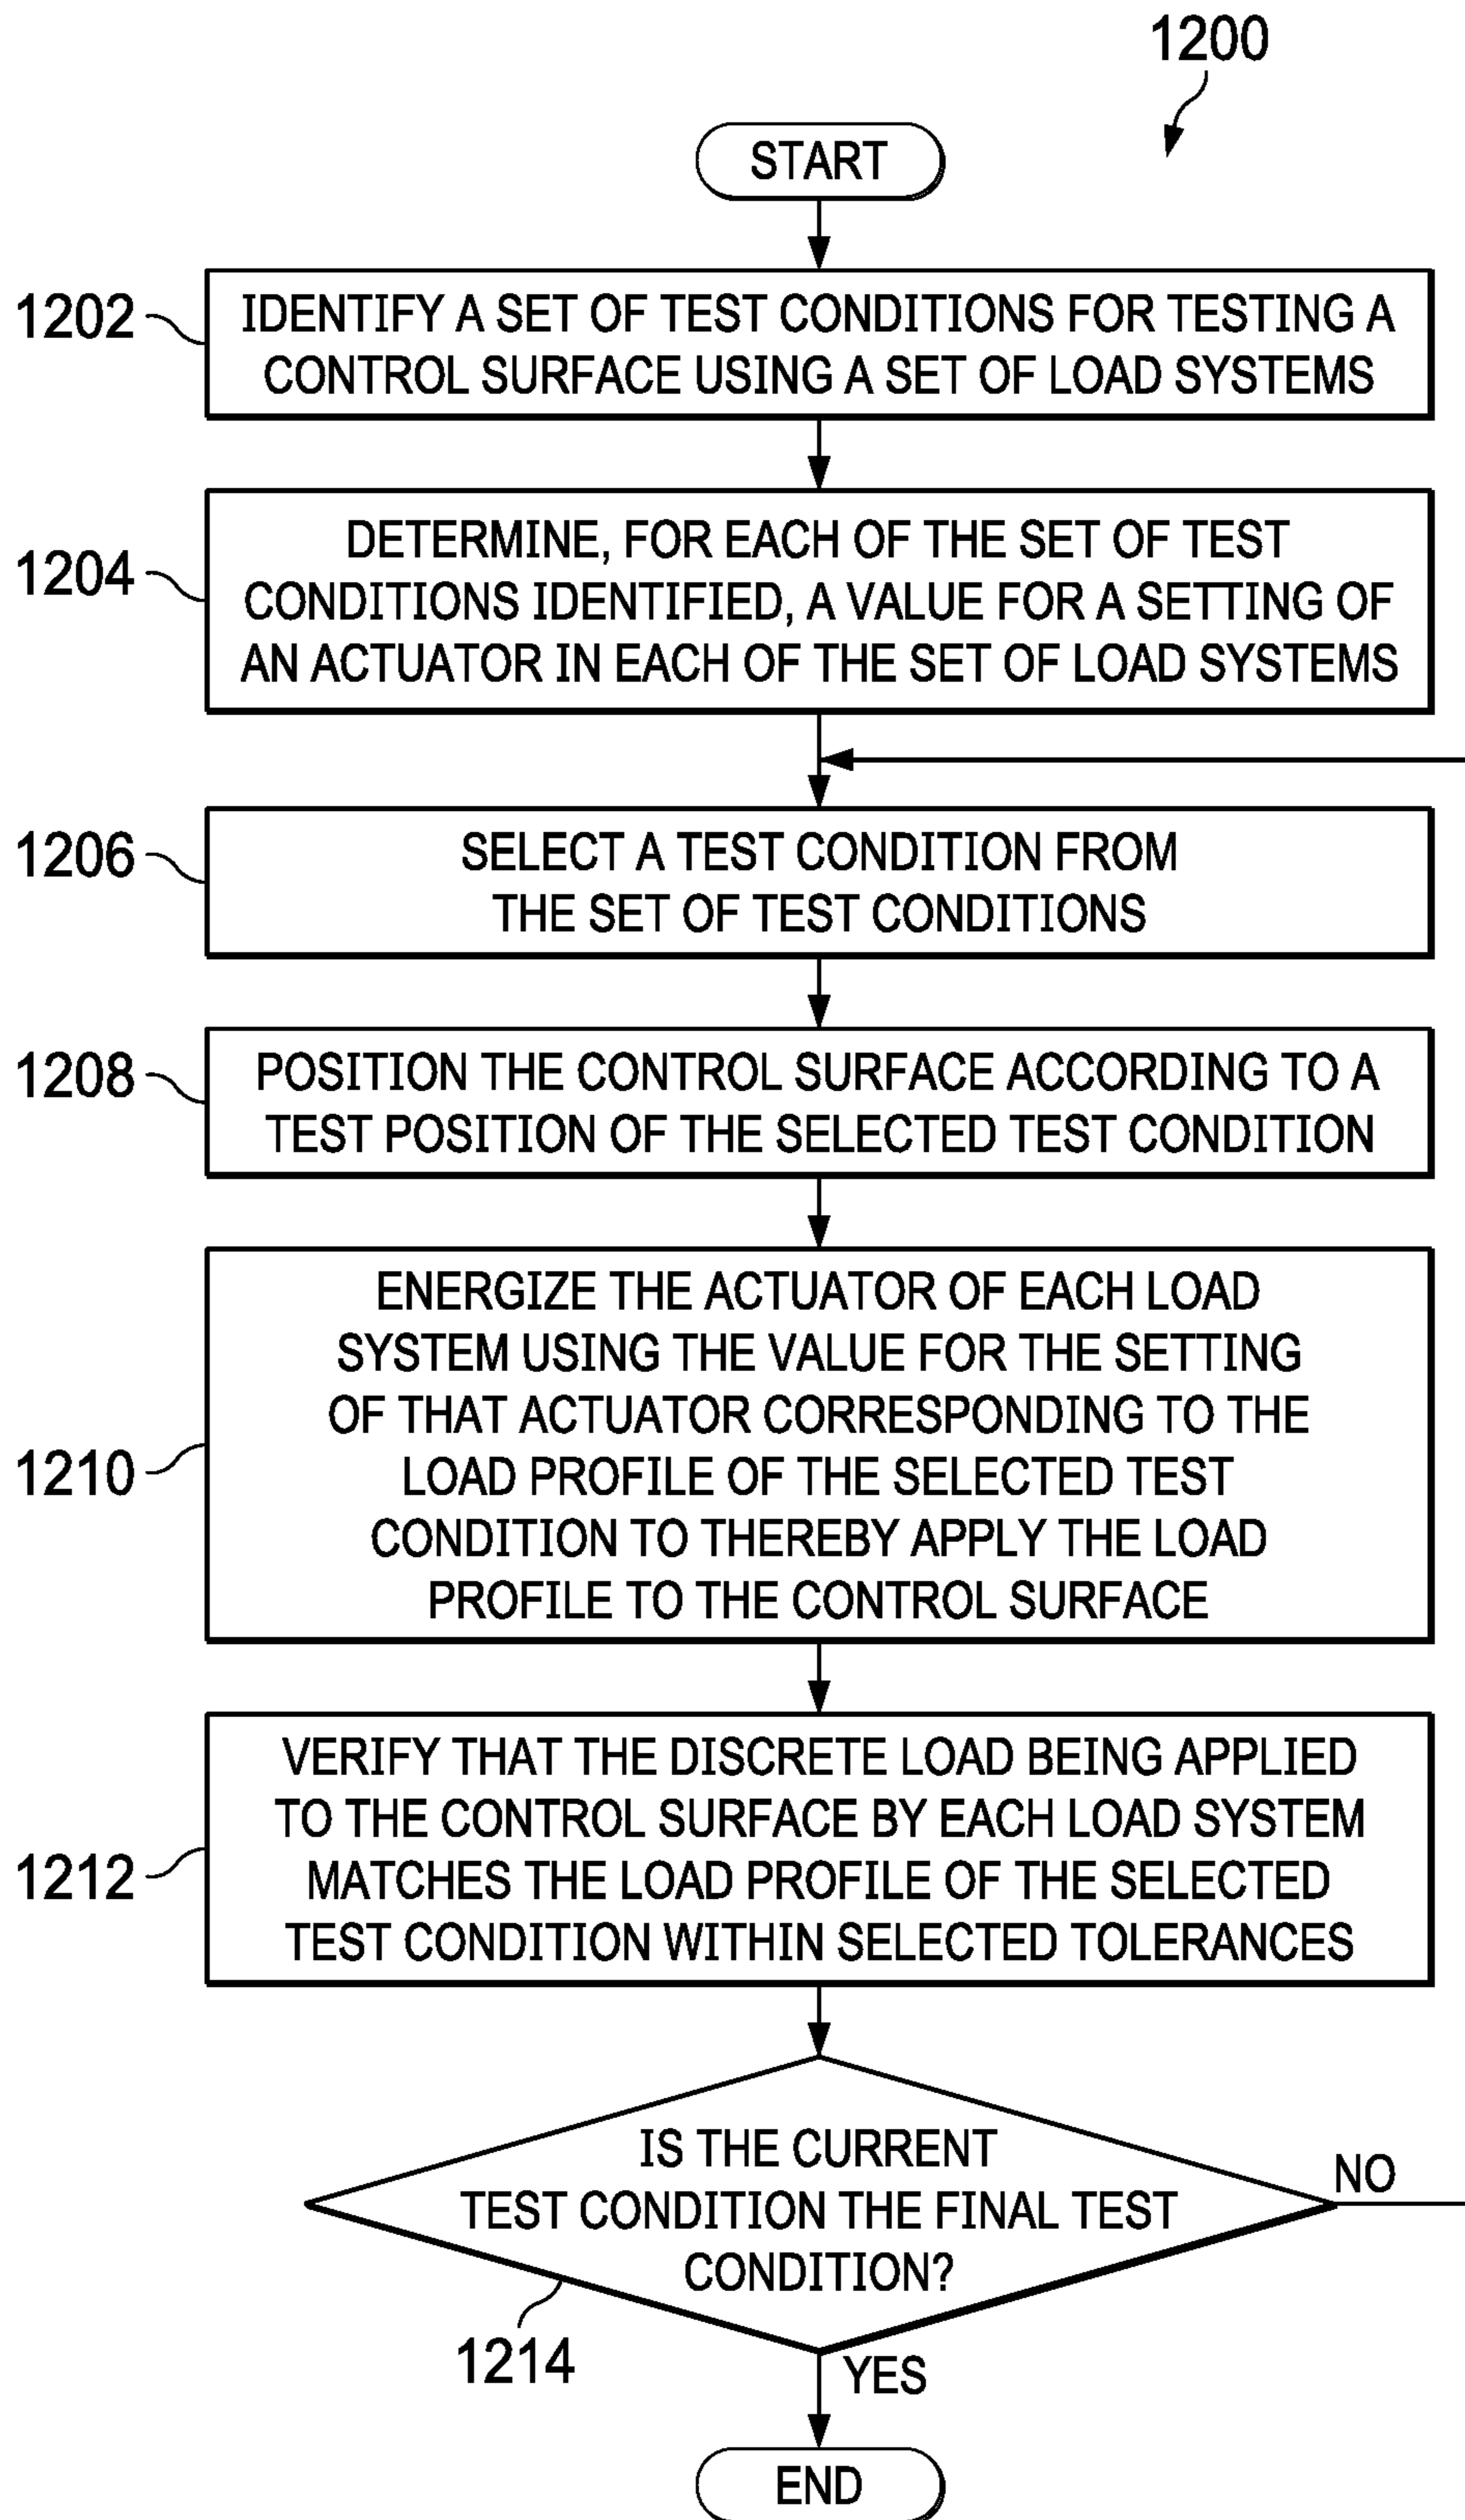 1200
START
1202
IDENTIFY A SET OF TEST CONDITIONS FOR TESTING A
CONTROL SURFACE USING A SET OF LOAD SYSTEMS
1204
DETERMINE, FOR EACH OF THE SET OF TEST
CONDITIONS IDENTIFIED, A VALUE FOR A SETTING OF
AN ACTUATOR IN EACH OF THE SET OF LOAD SYSTEMS
1206
SELECT A TEST CONDITION FROM
THE SET OF TEST CONDITIONS
1208
POSITION THE CONTROL SURFACE ACCORDING TO A
TEST POSITION OF THE SELECTED TEST CONDITION
1210
ENERGIZE THE ACTUATOR OF EACH LOAD
SYSTEM USING THE VALUE FOR THE SETTING
OF THAT ACTUATOR CORRESPONDING TO THE
LOAD PROFILE OF THE SELECTED TEST
CONDITION TO THEREBY APPLY THE LOAD
PROFILE TO THE CONTROL SURFACE
1212
VERIFY THAT THE DISCRETE LOAD BEING APPLIED
TO THE CONTROL SURFACE BY EACH LOAD SYSTEM
MATCHES THE LOAD PROFILE OF THE SELECTED
TEST CONDITION WITHIN SELECTED TOLERANCES
IS THE CURRENT
TEST CONDITION THE FINAL TEST
CONDITION?
NO
1214
YES
END